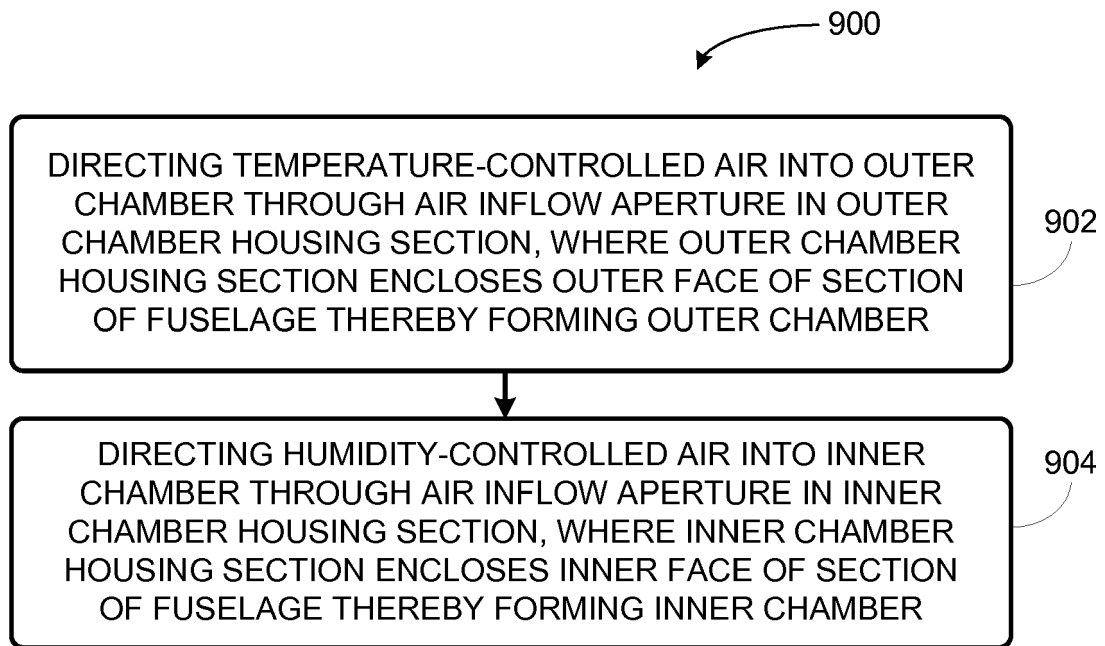 900
DIRECTING TEMPERATURE-CONTROLLED AIR INTO OUTER
CHAMBER THROUGH AIR INFLOW APERTURE IN OUTER
CHAMBER HOUSING SECTION, WHERE OUTER CHAMBER
HOUSING SECTION ENCLOSES OUTER FACE OF SECTION
OF FUSELAGE THEREBY FORMING OUTER CHAMBER
902
DIRECTING HUMIDITY-CONTROLLED AIR INTO INNER
CHAMBER THROUGH AIR INFLOW APERTURE IN INNER
CHAMBER HOUSING SECTION, WHERE INNER CHAMBER
HOUSING SECTION ENCLOSES INNER FACE OF SECTION
OF FUSELAGE THEREBY FORMING INNER CHAMBER
904